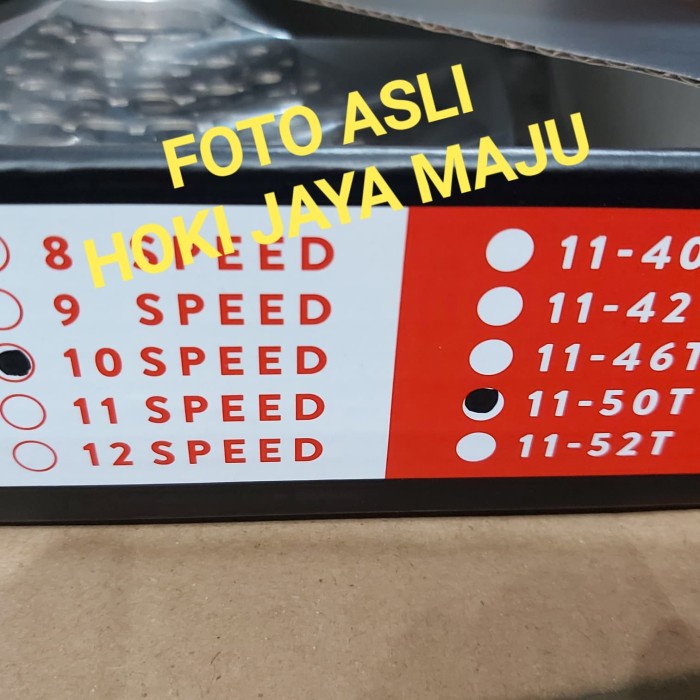 FOTO ASLI
HOKI JAYA MAJU
8 SPEED
9 SPEED
10 SPEED
11 SPEED
12 SPEED
11-40
11-42
11-46T
11-50T
11-52T